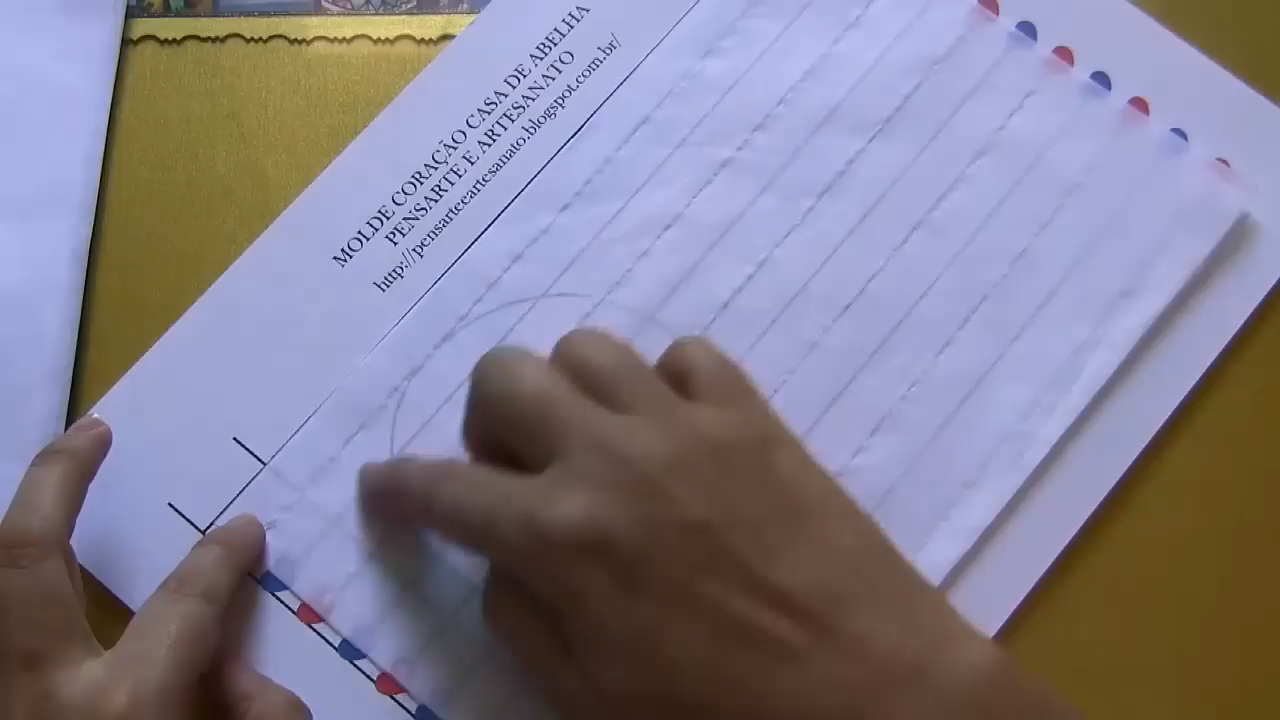 MOLDE CORAÇÃO CASA DE ABELHA
PENSARTE E ARTESANATO
http://pensarteeartesanato.blogspot.com.br/